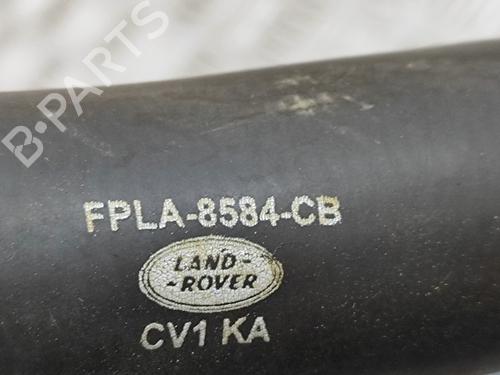 B-PARTS
FPLA-8584-CB
LAND-
-ROVER
CV1 KA